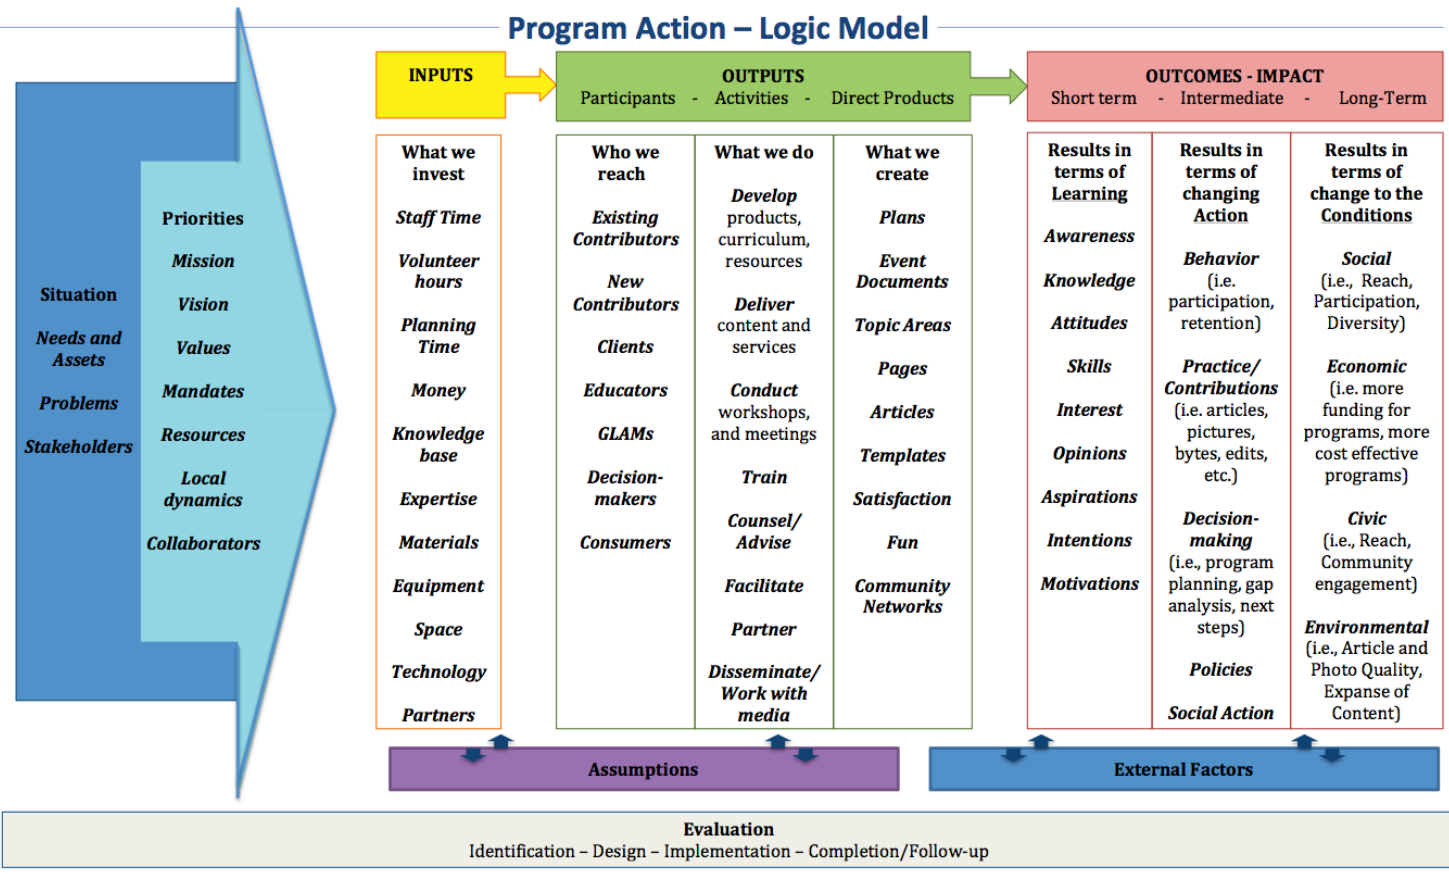 Program Action – Logic Model
Situation
Needs and
Assets
Problems
Stakeholders
Priorities
Mission
Vision
Values
Mandates
Resources
Local
dynamics
Collaborators
INPUTS
What we
invest
Staff Time
Volunteer
hours
Planning
Time
Money
Knowledge
base
Expertise
Materials
Equipment
Space
Technology
Partners
OUTPUTS
Participants - Activities - Direct Products
Who we
reach
Existing
Contributors
New
Contributors
Clients
Educators
GLAMs
Decision-
makers
Consumers
What we do
Develop
products,
curriculum,
resources
Deliver
content and
services
Conduct
workshops,
and meetings
Train
Counsel/
Advise
Facilitate
Partner
Disseminate/
Work with
media
What we
create
Plans
Event
Documents
Topic Areas
Pages
Articles
Templates
Satisfaction
Fun
Community
Networks
OUTCOMES - IMPACT
Short term - Intermediate - Long-Term
Results in
terms of
Learning
Awareness
Knowledge
Attitudes
Skills
Interest
Opinions
Aspirations
Intentions
Motivations
Results in
terms of
changing
Action
Behavior
(i.e.
participation,
retention)
Practice/
Contributions
(i.e. articles,
pictures,
bytes, edits,
etc.)
Decision-
making
(i.e., program
planning, gap
analysis, next
steps)
Policies
Social Action
Results in
terms of
change to the
Conditions
Social
(i.e., Reach,
Participation,
Diversity)
Economic
(i.e. more
funding for
programs, more
cost effective
programs)
Civic
(i.e., Reach,
Community
engagement)
Environmental
(i.e., Article and
Photo Quality,
Expanse of
Content)
Assumptions
External Factors
Evaluation
Identification – Design – Implementation – Completion/Follow-up